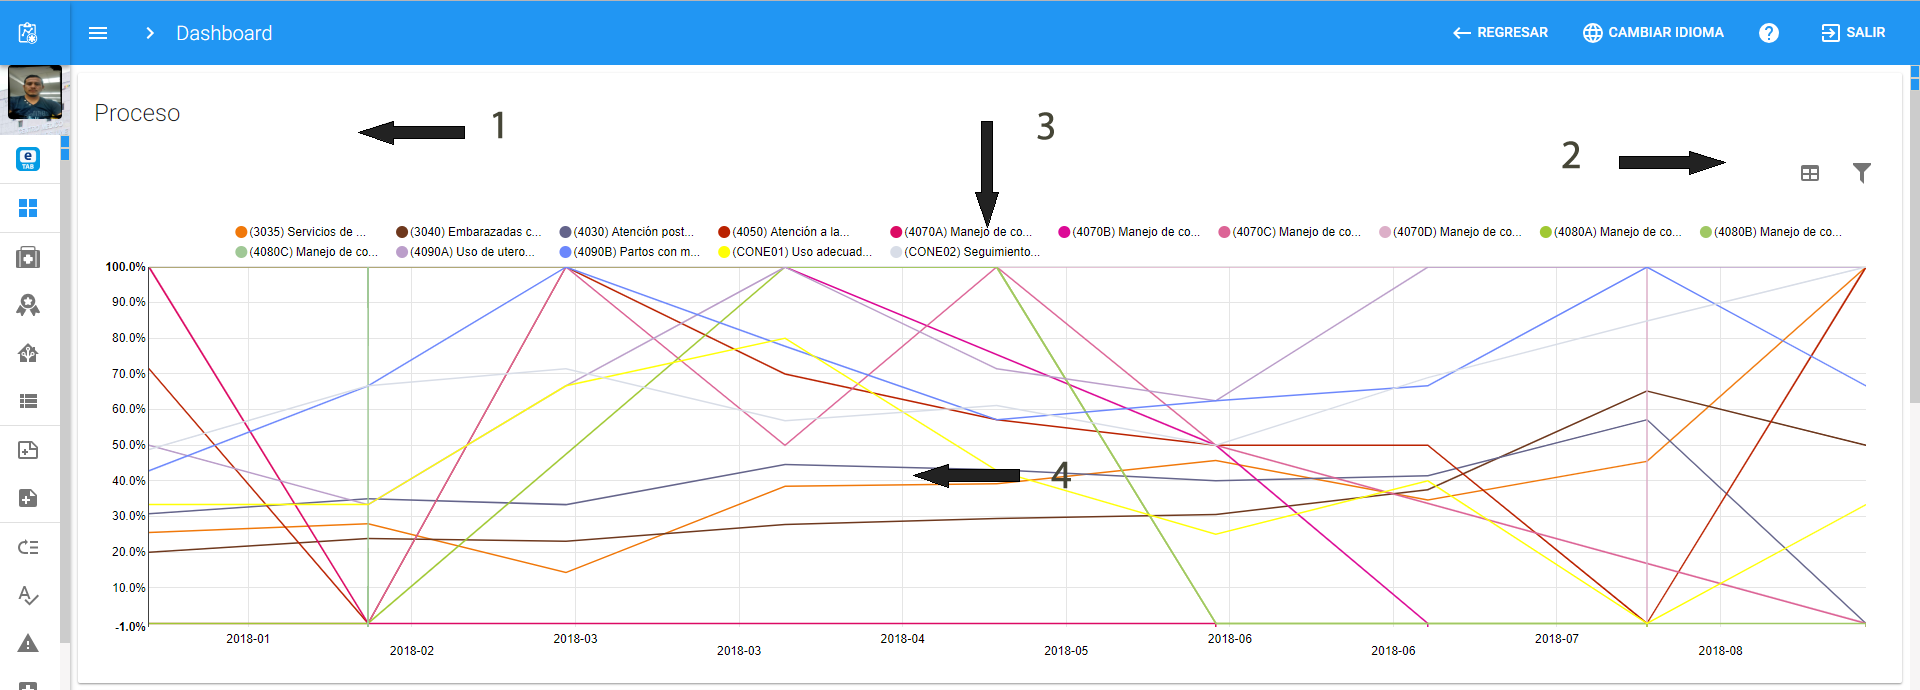 Dashboard
REGRESAR
CAMBIAR IDIOMA
?
SALIR
Proceso
1
3
2
e
TAB
(3035) Servicios de ...
(3040) Embarazadas c...
(4030) Atención post...
(4050) Atención a la...
(4070A) Manejo de co...
(4070B) Manejo de co...
(4070C) Manejo de co...
(4070D) Manejo de co...
(4080A) Manejo de co...
(4080B) Manejo de co...
(4080C) Manejo de co...
(4090A) Uso de utero...
(4090B) Partos con m...
(CONE01) Uso adecuad...
(CONE02) Seguimiento...
100.0%
90.0%
80.0%
70.0%
60.0%
50.0%
40.0%
30.0%
20.0%
10.0%
-1.0%
4
2018-01
2018-02
2018-03
2018-03
2018-04
2018-05
2018-06
2018-06
2018-07
2018-08